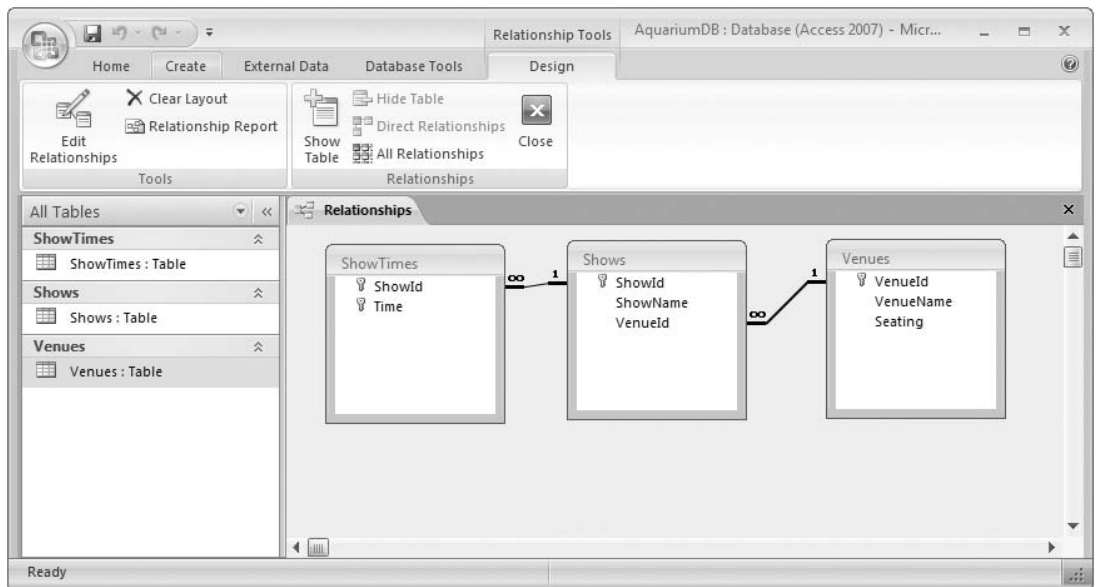 Relationship Tools
AquariumDB : Database (Access 2007) - Micr...
Home Create External Data Database Tools Design
Edit Relationships
Clear Layout
Relationship Report
Tools
Show Table
Hide Table
Direct Relationships
All Relationships
Close
Relationships
All Tables
ShowTimes
ShowTimes : Table
Shows
Shows : Table
Venues
Venues : Table
Relationships
ShowTimes
ShowId
Time
∞ 1
Shows
ShowId
ShowName
VenueId
∞ 1
Venues
VenueId
VenueName
Seating
Ready